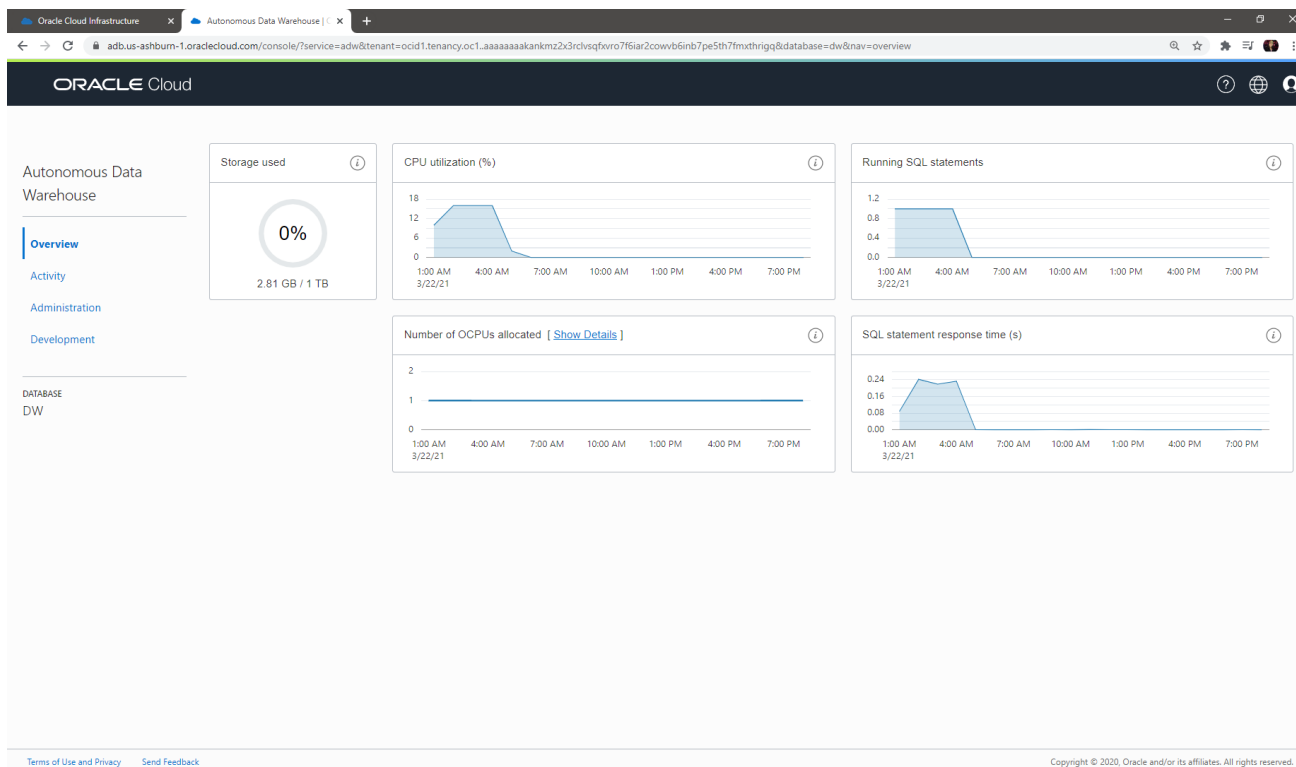 Oracle Cloud Infrastructure
Autonomous Data Warehouse |
adb.us-ashburn-1.oraclecloud.com/console/?service=adw&tenant=ocid1.tenancy.oc1..aaaaaaaakankmz2x3rclvsqfxvro7f6iar2cowvb6inb7pe5th7fmxthrigq&database=dw&nav=overview
ORACLE Cloud
Autonomous Data
Warehouse
Overview
Activity
Administration
Development
DATABASE
DW
Storage used
0%
2.81 GB / 1 TB
CPU utilization (%)
18
12
6
0
1:00 AM 4:00 AM 7:00 AM 10:00 AM 1:00 PM 4:00 PM 7:00 PM
3/22/21
Running SQL statements
1.2
0.8
0.4
0.0
1:00 AM 4:00 AM 7:00 AM 10:00 AM 1:00 PM 4:00 PM 7:00 PM
3/22/21
Number of OCPUs allocated [ Show Details ]
2
1
0
1:00 AM 4:00 AM 7:00 AM 10:00 AM 1:00 PM 4:00 PM 7:00 PM
3/22/21
SQL statement response time (s)
0.24
0.16
0.08
0.00
1:00 AM 4:00 AM 7:00 AM 10:00 AM 1:00 PM 4:00 PM 7:00 PM
3/22/21
Terms of Use and Privacy Send Feedback
Copyright © 2020, Oracle and/or its affiliates. All rights reserved.